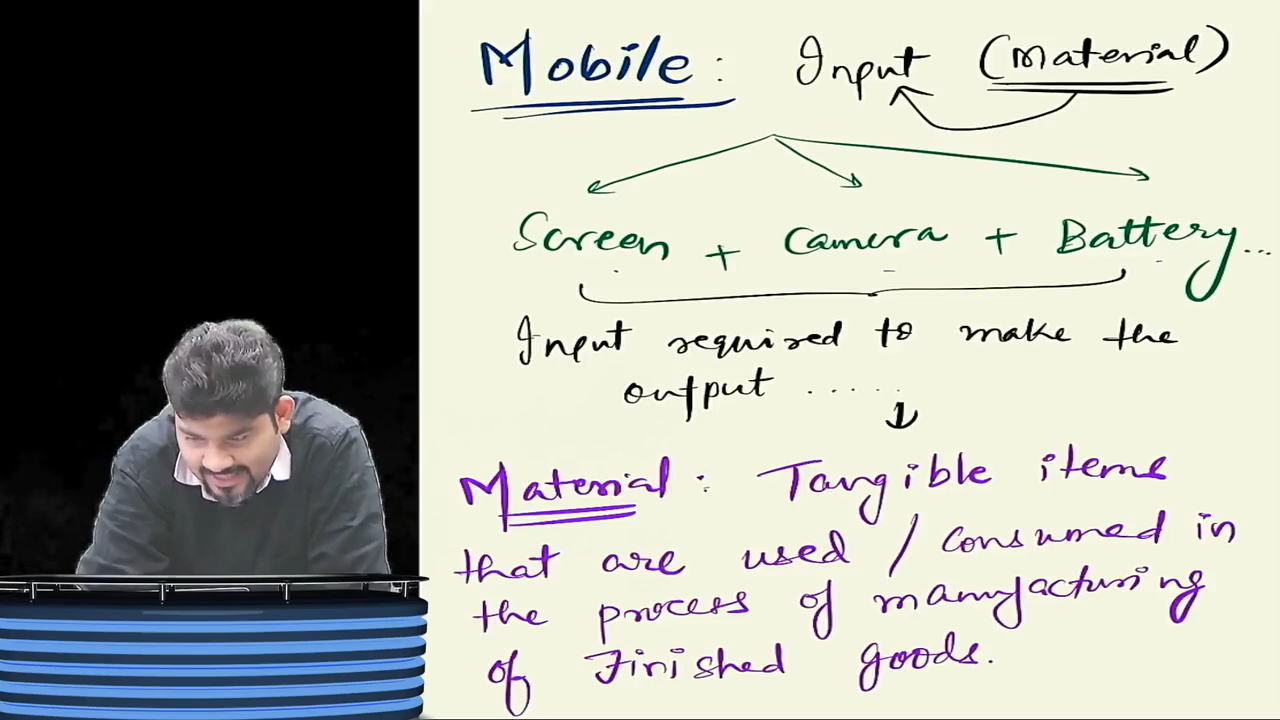 Mobile: Input (Material)
Screen + Camera + Battery...
Input required to make the
output .....
Material: Tangible items
that are used / consumed in
the process of manufacturing
of Finished goods.